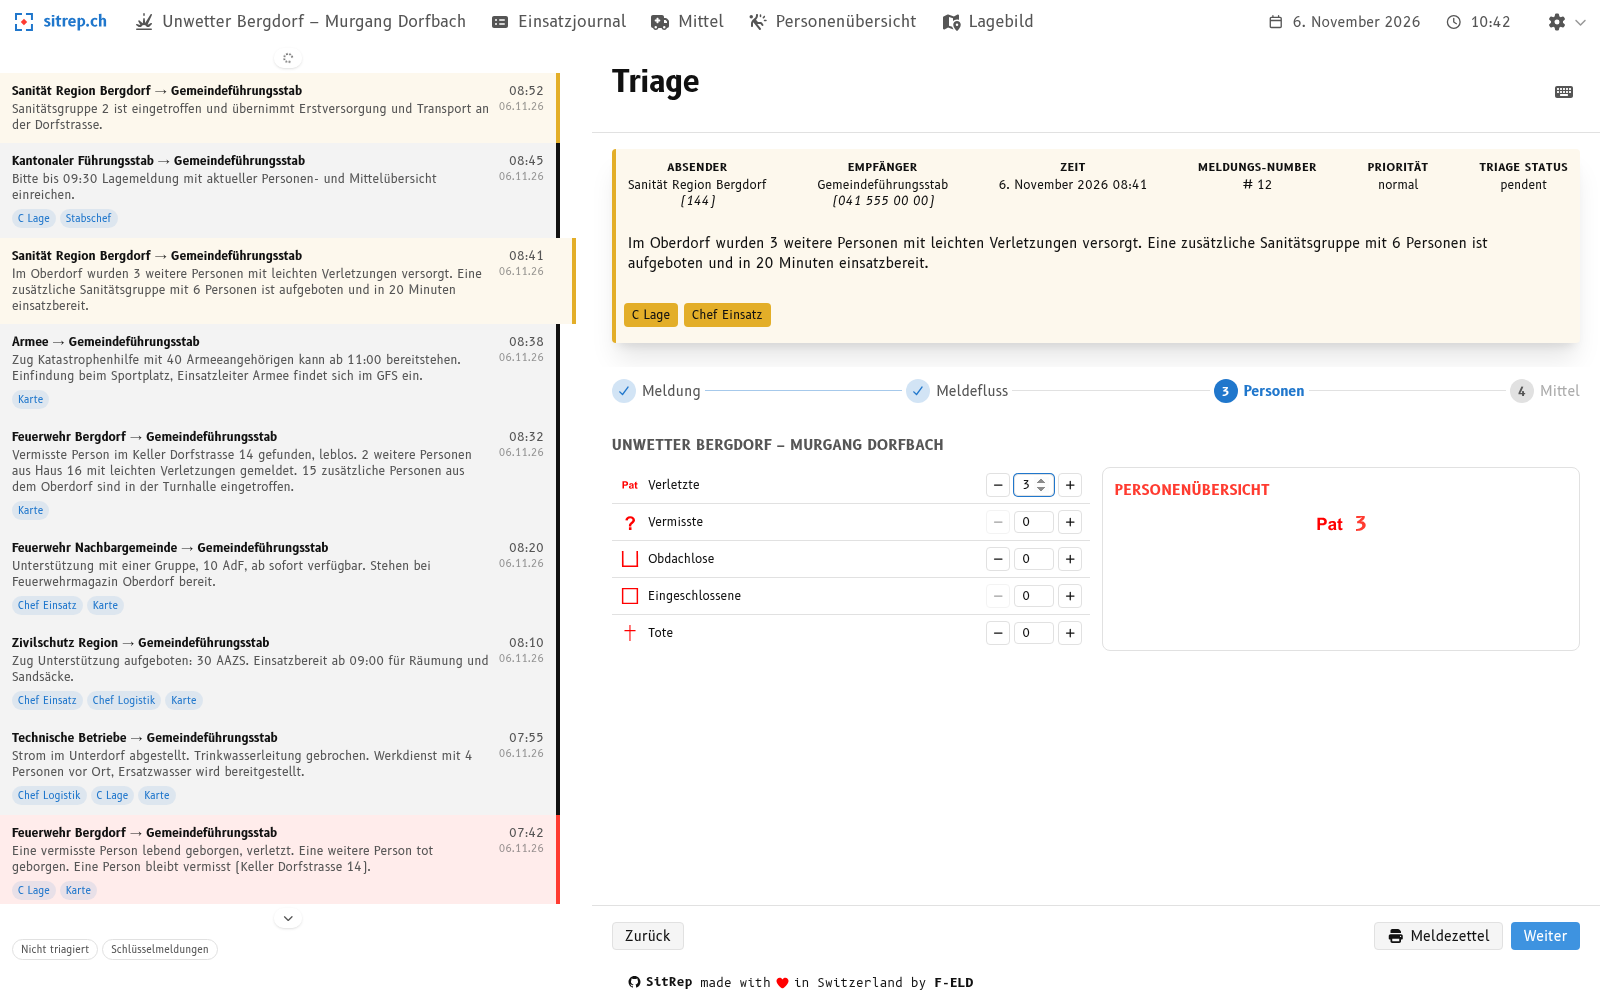 sitrep.ch Unwetter Bergdorf – Murgang Dorfbach Einsatzjournal Mittel Personenübersicht Lagebild 6. November 2026 10:42
Sanität Region Bergdorf → Gemeindeführungsstab 08:52
Sanitätsgruppe 2 ist eingetroffen und übernimmt Erstversorgung und Transport an 06.11.26
der Dorfstrasse.
Kantonaler Führungsstab → Gemeindeführungsstab 08:45
Bitte bis 09:30 Lagemeldung mit aktueller Personen- und Mittelübersicht 06.11.26
einreichen.
C Lage Stabschef
Sanität Region Bergdorf → Gemeindeführungsstab 08:41
Im Oberdorf wurden 3 weitere Personen mit leichten Verletzungen versorgt. Eine 06.11.26
zusätzliche Sanitätsgruppe mit 6 Personen ist aufgeboten und in 20 Minuten
einsatzbereit.
Armee → Gemeindeführungsstab 08:38
Zug Katastrophenhilfe mit 40 Armeeangehörigen kann ab 11:00 bereitstehen. 06.11.26
Einfindung beim Sportplatz, Einsatzleiter Armee findet sich im GFS ein.
Karte
Feuerwehr Bergdorf → Gemeindeführungsstab 08:32
Vermisste Person im Keller Dorfstrasse 14 gefunden, leblos. 2 weitere Personen 06.11.26
aus Haus 16 mit leichten Verletzungen gemeldet. 15 zusätzliche Personen aus
dem Oberdorf sind in der Turnhalle eingetroffen.
Karte
Feuerwehr Nachbargemeinde → Gemeindeführungsstab 08:20
Unterstützung mit einer Gruppe, 10 AdF, ab sofort verfügbar. Stehen bei 06.11.26
Feuerwehrmagazin Oberdorf bereit.
Chef Einsatz Karte
Zivilschutz Region → Gemeindeführungsstab 08:10
Zug Unterstützung aufgeboten: 30 AAZS. Einsatzbereit ab 09:00 für Räumung und 06.11.26
Sandsäcke.
Chef Einsatz Chef Logistik Karte
Technische Betriebe → Gemeindeführungsstab 07:55
Strom im Unterdorf abgestellt. Trinkwasserleitung gebrochen. Werkdienst mit 4 06.11.26
Personen vor Ort, Ersatzwasser wird bereitgestellt.
Chef Logistik C Lage Karte
Feuerwehr Bergdorf → Gemeindeführungsstab 07:42
Eine vermisste Person lebend geborgen, verletzt. Eine weitere Person tot 06.11.26
geborgen. Eine Person bleibt vermisst (Keller Dorfstrasse 14).
C Lage Karte
Nicht triagiert Schlüsselmeldungen
Triage
ABSENDER EMPFÄNGER ZEIT MELDUNGS-NUMBER PRIORITÄT TRIAGE STATUS
Sanität Region Bergdorf Gemeindeführungsstab 6. November 2026 08:41 # 12 normal pendent
(144) (041 555 00 00)
Im Oberdorf wurden 3 weitere Personen mit leichten Verletzungen versorgt. Eine zusätzliche Sanitätsgruppe mit 6 Personen ist
aufgeboten und in 20 Minuten einsatzbereit.
C Lage Chef Einsatz
Meldung Meldefluss 3 Personen 4 Mittel
UNWETTER BERGDORF – MURGANG DORFBACH
Pat Verletzte − 3 +
? Vermisste − 0 +
Obdachlose − 0 +
Eingeschlossene − 0 +
Tote − 0 +
PERSONENÜBERSICHT
Pat 3
Zurück Meldezettel Weiter
SitRep made with in Switzerland by F-ELD